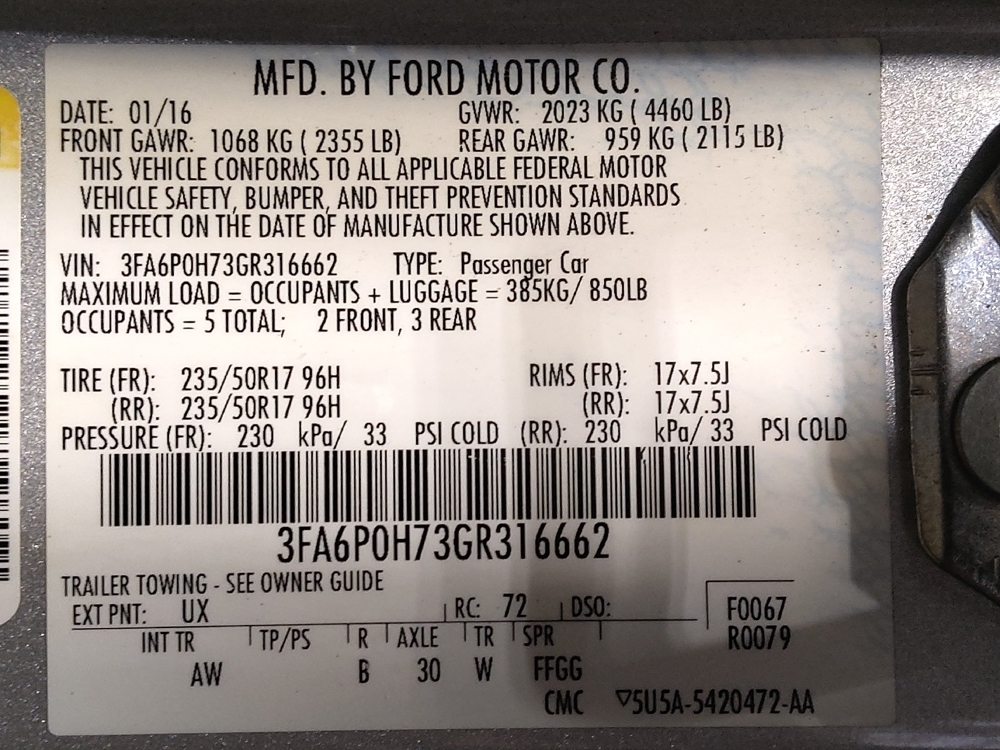 MFD. BY FORD MOTOR CO.
DATE: 01/16 GVWR: 2023 KG ( 4460 LB)
FRONT GAWR: 1068 KG ( 2355 LB) REAR GAWR: 959 KG ( 2115 LB)
THIS VEHICLE CONFORMS TO ALL APPLICABLE FEDERAL MOTOR
VEHICLE SAFETY, BUMPER, AND THEFT PREVENTION STANDARDS
IN EFFECT ON THE DATE OF MANUFACTURE SHOWN ABOVE.
VIN: 3FA6P0H73GR316662 TYPE: Passenger Car
MAXIMUM LOAD = OCCUPANTS + LUGGAGE = 385KG/ 850LB
OCCUPANTS = 5 TOTAL; 2 FRONT, 3 REAR
TIRE (FR): 235/50R17 96H RIMS (FR): 17x7.5J
(RR): 235/50R17 96H (RR): 17x7.5J
PRESSURE (FR): 230 kPa/ 33 PSI COLD (RR): 230 kPa/ 33 PSI COLD
3FA6P0H73GR316662
TRAILER TOWING - SEE OWNER GUIDE
EXT PNT: UX RC: 72 DSO: F0067
INT TR TP/PS R AXLE TR SPR R0079
AW B 30 W FFGG
CMC ▽5U5A-5420472-AA